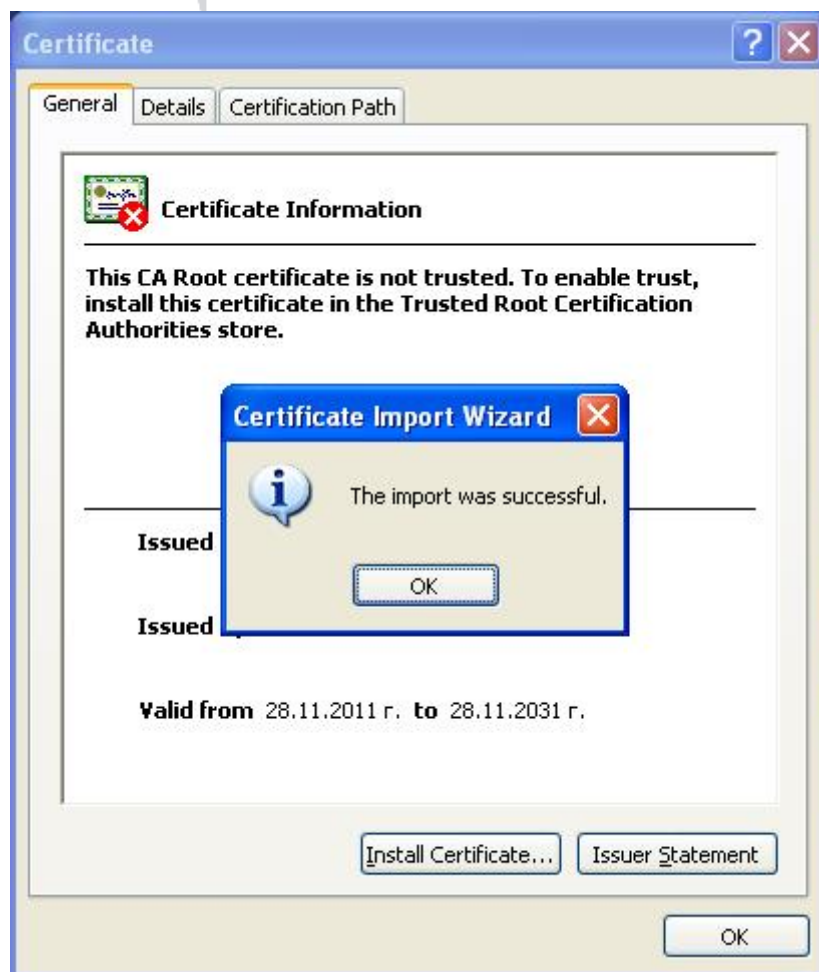 Certificate
General Details Certification Path
Certificate Information
This CA Root certificate is not trusted. To enable trust,
install this certificate in the Trusted Root Certification
Authorities store.
Certificate Import Wizard
The import was successful.
OK
Issued
Issued
Valid from 28.11.2011 г. to 28.11.2031 г.
Install Certificate... Issuer Statement
OK